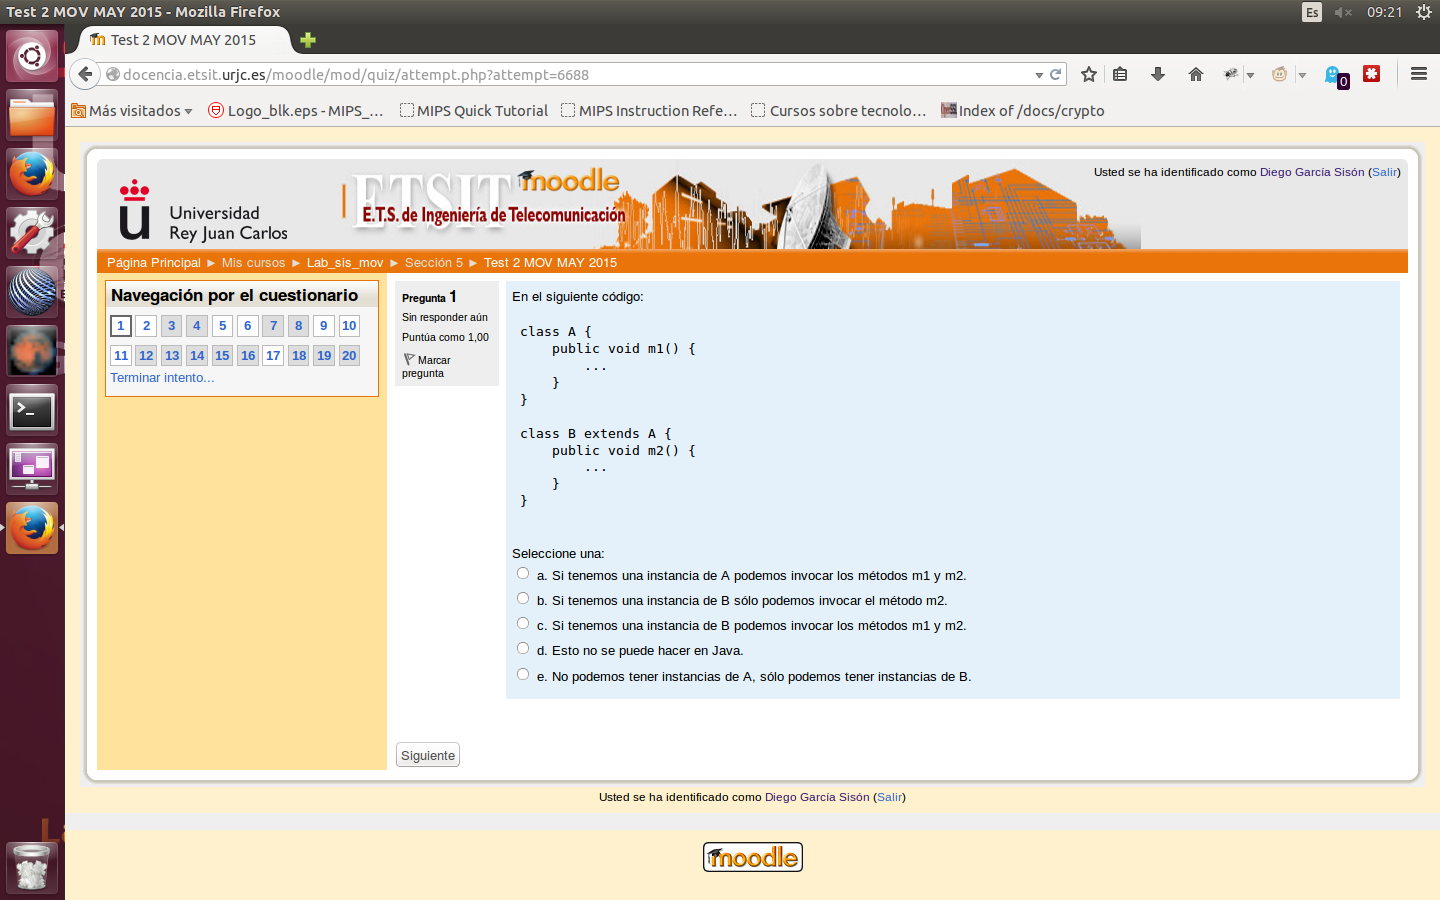 Test 2 MOV MAY 2015 - Mozilla Firefox
Es
09:21
Test 2 MOV MAY 2015
docencia.etsit.urjc.es/moodle/mod/quiz/attempt.php?attempt=6688
0
Más visitados
Logo_blk.eps - MIPS_...
MIPS Quick Tutorial
MIPS Instruction Refe...
Cursos sobre tecnolo...
Index of /docs/crypto
Universidad
Rey Juan Carlos
ETSIT moodle
E.T.S. de Ingeniería de Telecomunicación
Usted se ha identificado como Diego García Sisón (Salir)
Página Principal ► Mis cursos ► Lab_sis_mov ► Sección 5 ► Test 2 MOV MAY 2015
Navegación por el cuestionario
1 2 3 4 5 6 7 8 9 10
11 12 13 14 15 16 17 18 19 20
Terminar intento...
Pregunta 1
Sin responder aún
Puntúa como 1,00
Marcar
pregunta
En el siguiente código:
class A {
public void m1() {
...
}
}
class B extends A {
public void m2() {
...
}
}
Seleccione una:
a. Si tenemos una instancia de A podemos invocar los métodos m1 y m2.
b. Si tenemos una instancia de B sólo podemos invocar el método m2.
c. Si tenemos una instancia de B podemos invocar los métodos m1 y m2.
d. Esto no se puede hacer en Java.
e. No podemos tener instancias de A, sólo podemos tener instancias de B.
Siguiente
Usted se ha identificado como Diego García Sisón (Salir)
moodle